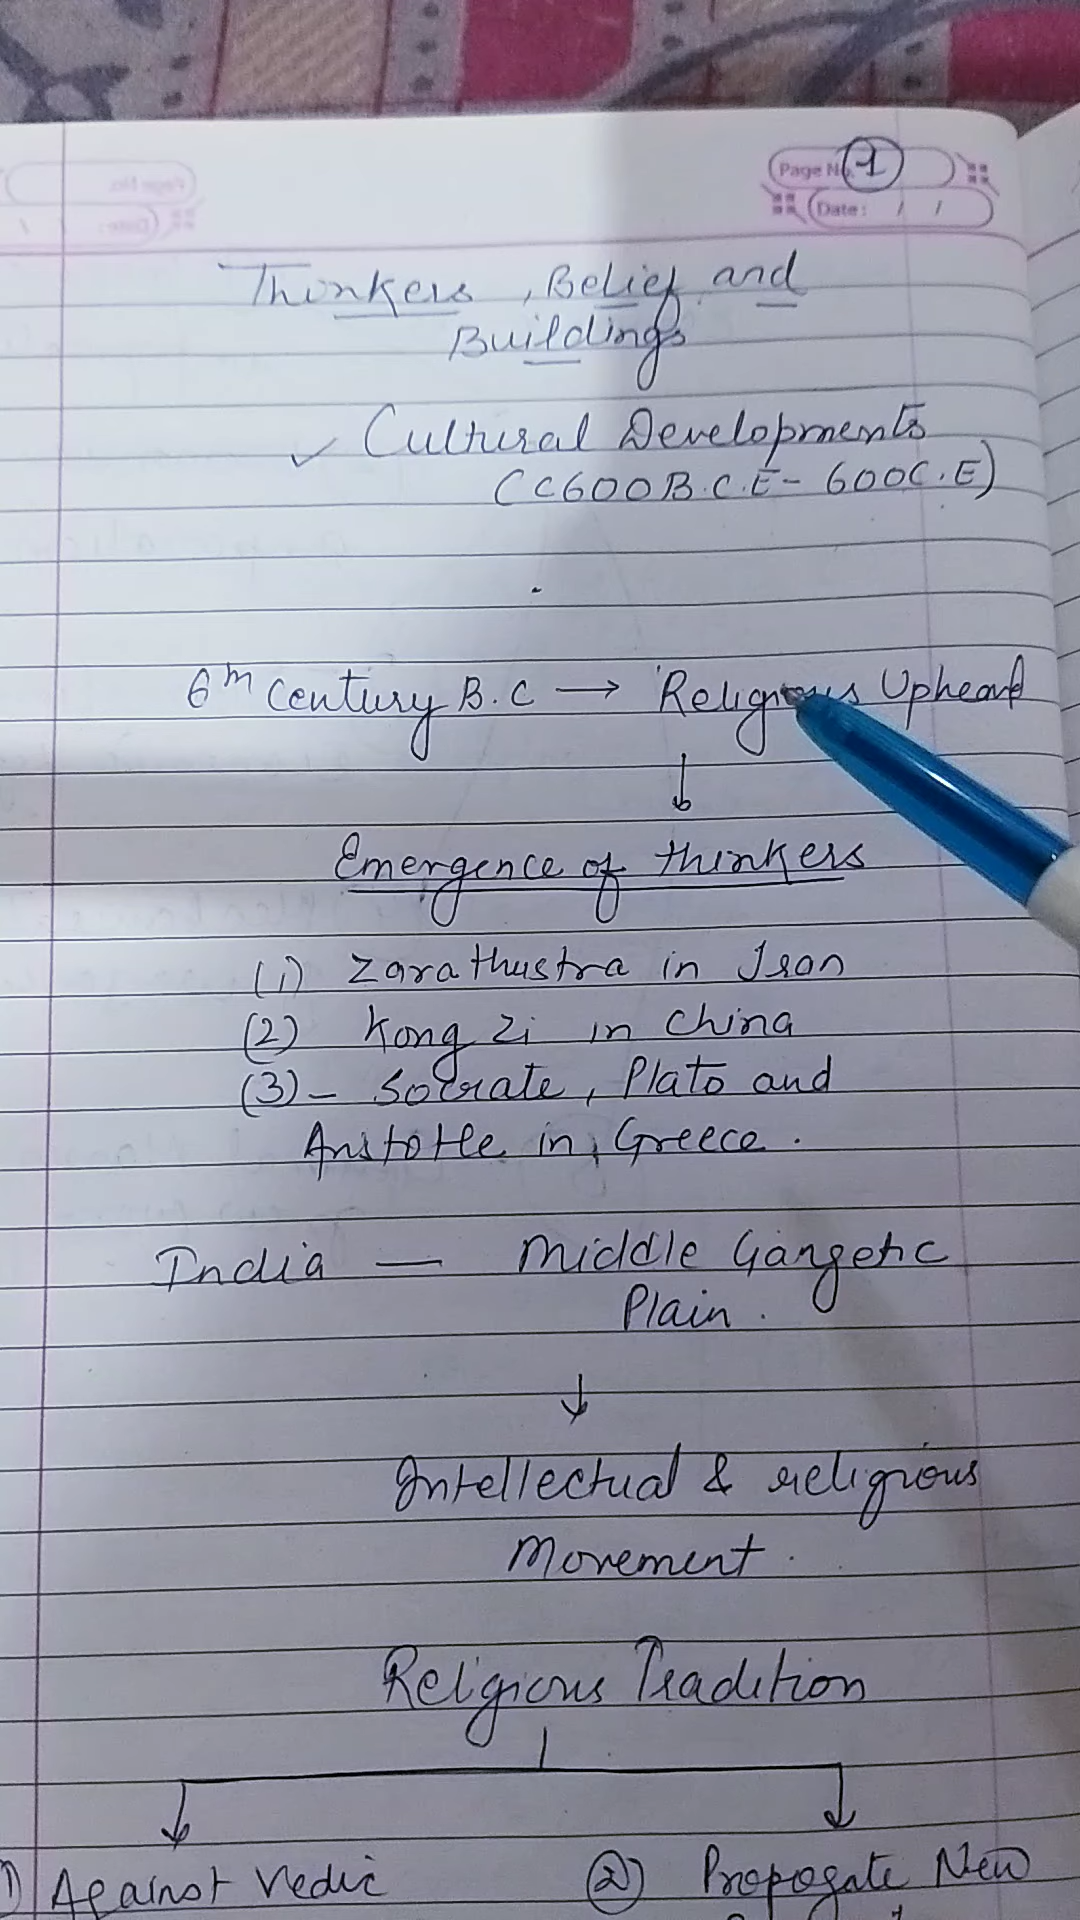 Page No. 1
Date: / /
Thinkers, Belief and
Buildings
✓ Cultural Developments
(C600B.C.E- 600C.E)
6th Century B.C → Religious
↓
Emergence of thinkers
(1) Zarathustra in Iran
(2) Kong Zi in China
(3)- Socrate, Plato and
Aristotle in Greece.
India — Middle Gangetic
Plain.
↓
Intellectual & religious
Movement.
Religious Tradition
1) Against Vedic
2) Propogate New